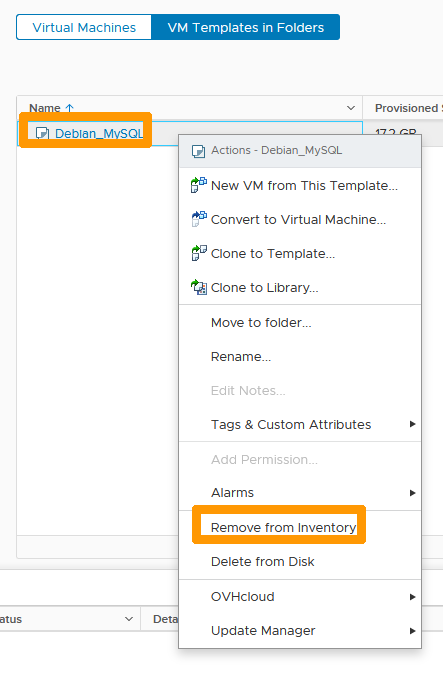 Virtual Machines VM Templates in Folders
Name ↑ Provisioned S
Debian_MySQL 17.2 GB
Actions - Debian_MySQL
New VM from This Template...
Convert to Virtual Machine...
Clone to Template...
Clone to Library...
Move to folder...
Rename...
Edit Notes...
Tags & Custom Attributes
Add Permission...
Alarms
Remove from Inventory
Delete from Disk
OVHcloud
atus Deta
Update Manager